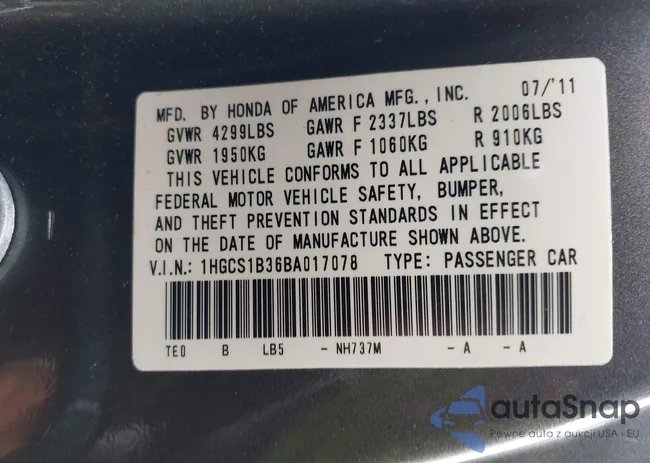 MFD. BY HONDA OF AMERICA MFG., INC. 07/'11
GVWR 4299LBS GAWR F 2337LBS R 2006LBS
GVWR 1950KG GAWR F 1060KG R 910KG
THIS VEHICLE CONFORMS TO ALL APPLICABLE
FEDERAL MOTOR VEHICLE SAFETY, BUMPER,
AND THEFT PREVENTION STANDARDS IN EFFECT
ON THE DATE OF MANUFACTURE SHOWN ABOVE.
V.I.N.: 1HGCS1B36BA017078 TYPE: PASSENGER CAR
TE0 B LB5 - NH737M - A - A
autaSnap
Pewne auta z aukcji USA i EU